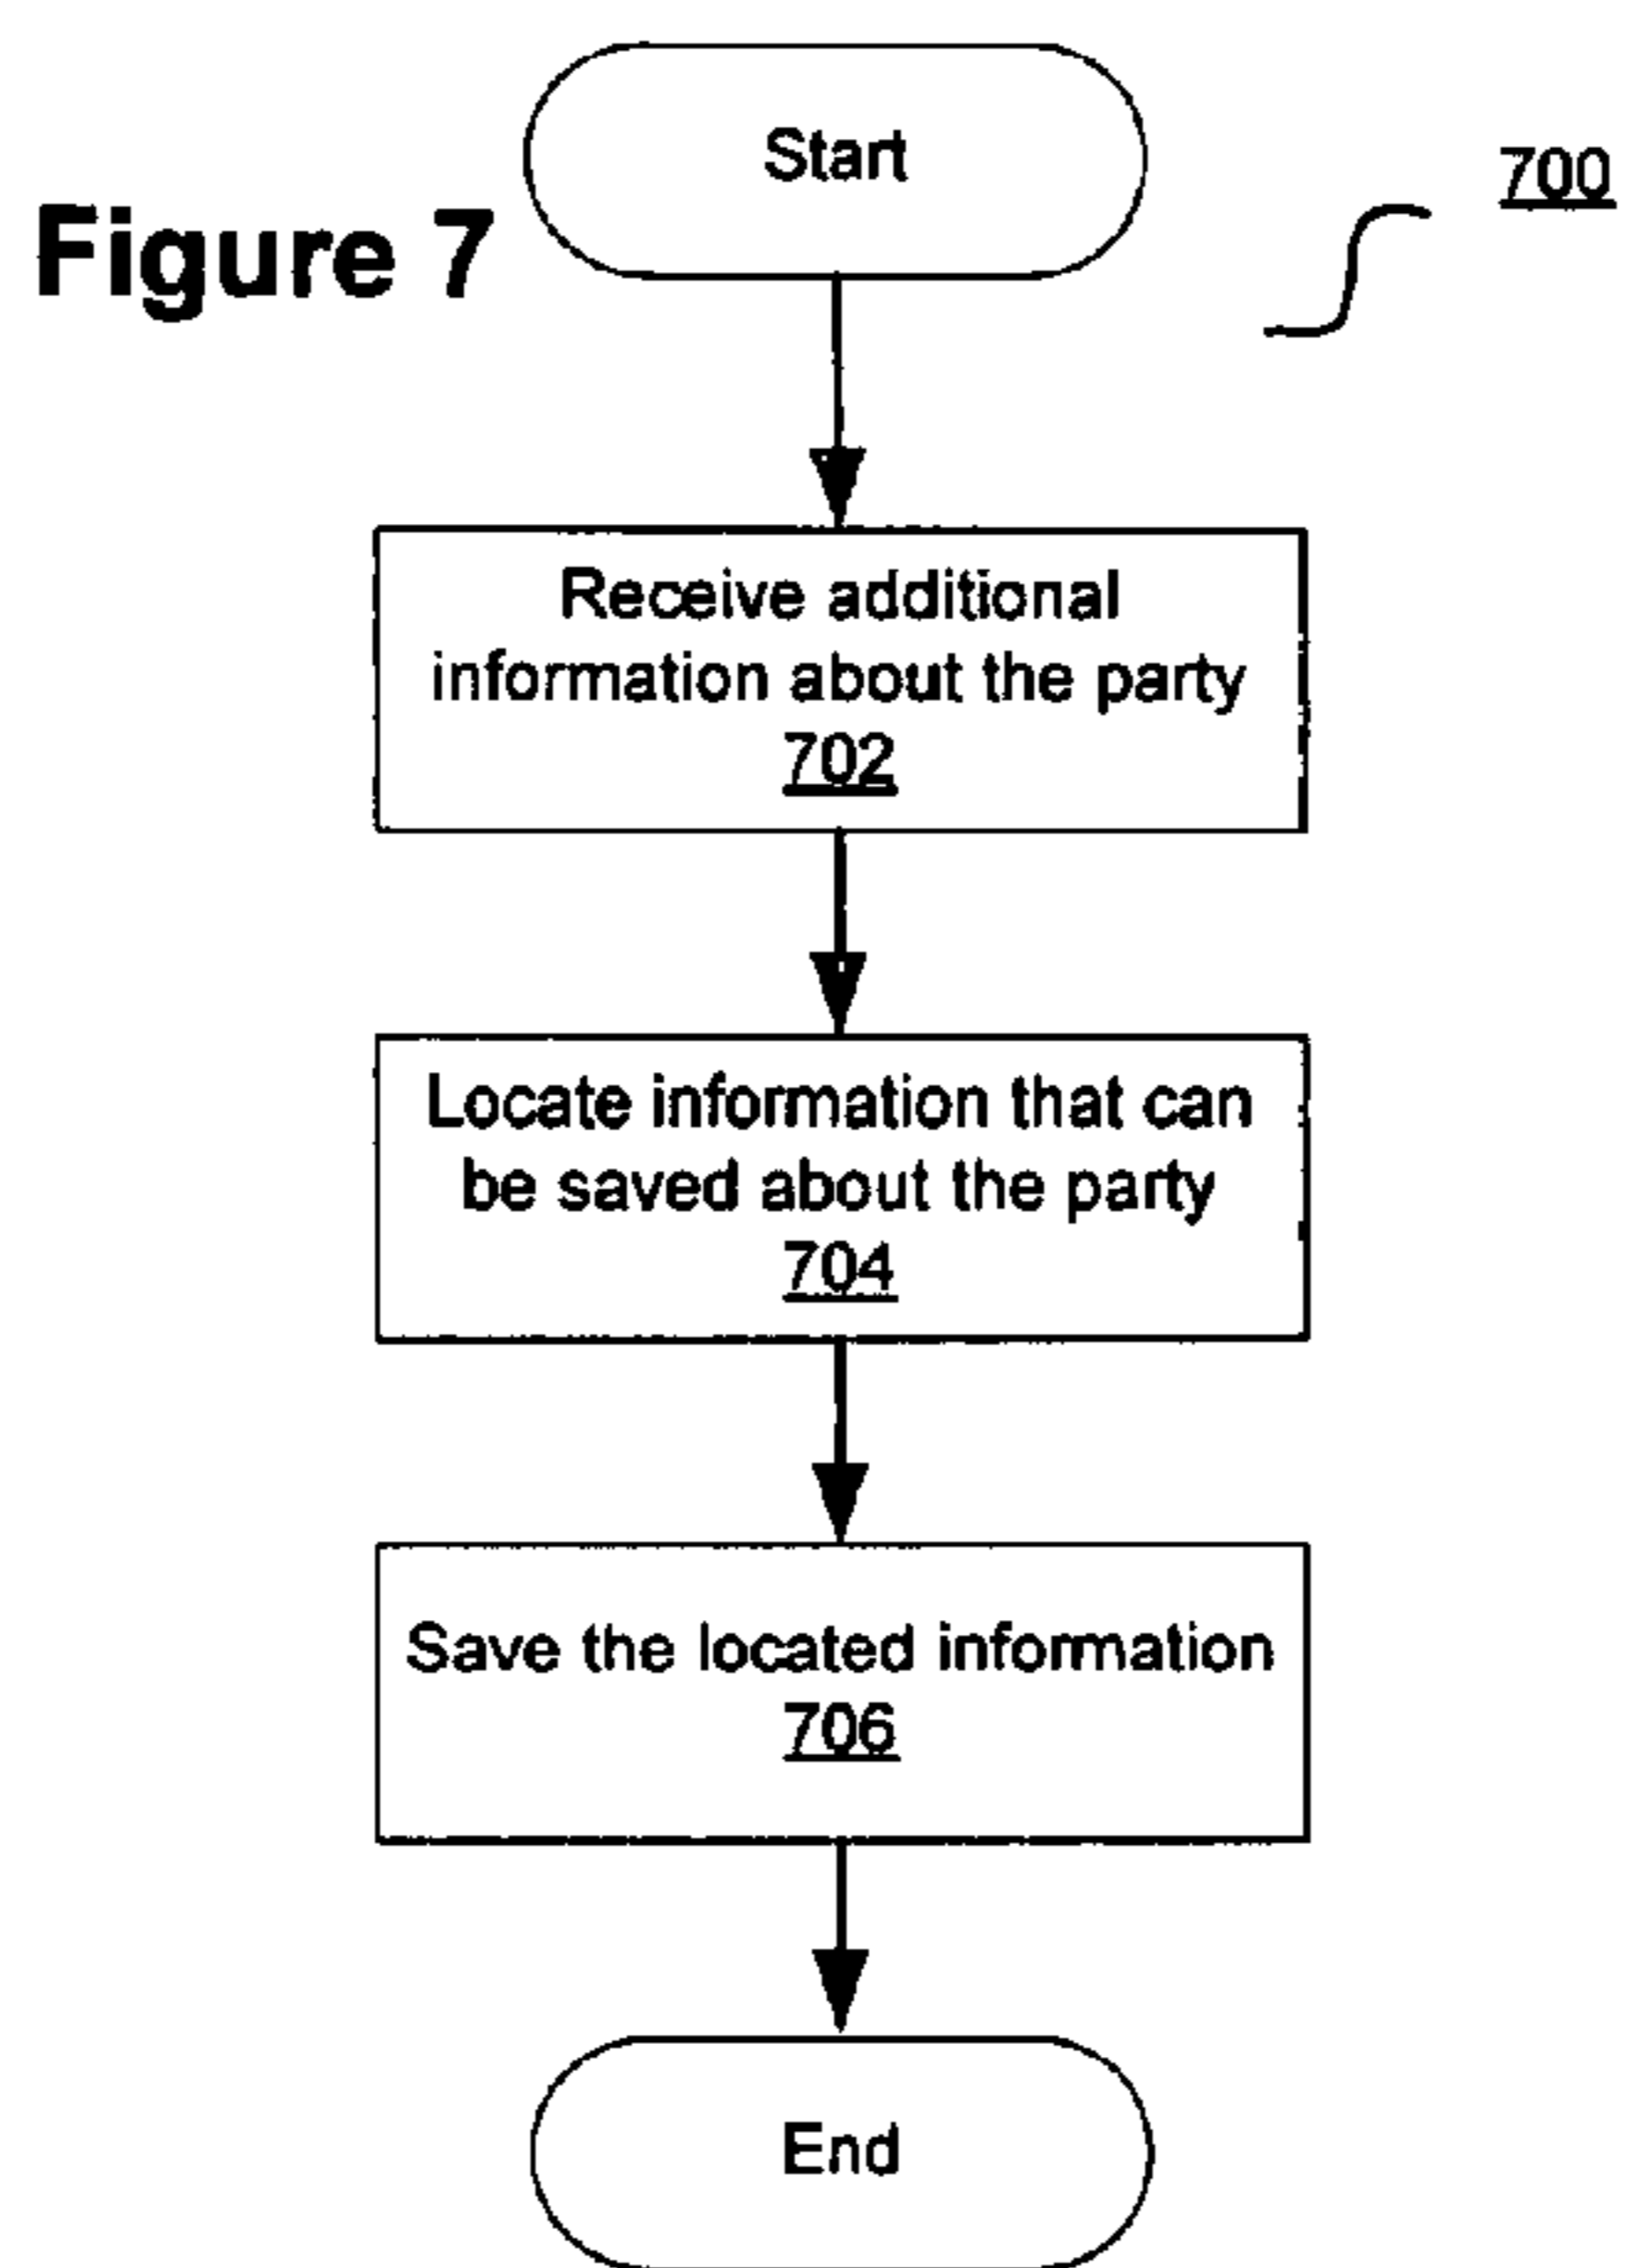 Start
700
Figure 7
Receive additional
information about the party
702
Locate information that can
be saved about the party
704
Save the located information
706
End